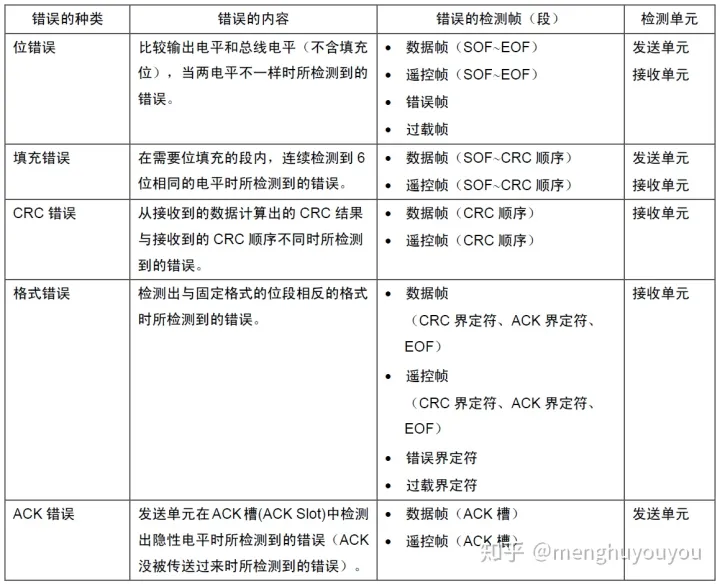 错误的种类 错误的内容 错误的检测帧（段） 检测单元
位错误 比较输出电平和总线电平（不含填充 • 数据帧（SOF~EOF） 发送单元
位），当两电平不一样时所检测到的 • 遥控帧（SOF~EOF） 接收单元
错误。 • 错误帧
• 过载帧
填充错误 在需要位填充的段内，连续检测到 6 • 数据帧（SOF~CRC 顺序） 发送单元
位相同的电平时所检测到的错误。 • 遥控帧（SOF~CRC 顺序） 接收单元
CRC 错误 从接收到的数据计算出的 CRC 结果 • 数据帧（CRC 顺序） 接收单元
与接收到的 CRC 顺序不同时所检测 • 遥控帧（CRC 顺序）
到的错误。
格式错误 检测出与固定格式的位段相反的格式 • 数据帧 接收单元
时所检测到的错误。 （CRC 界定符、ACK 界定符、
EOF）
• 遥控帧
（CRC 界定符、ACK 界定符、
EOF）
• 错误界定符
• 过载界定符
ACK 错误 发送单元在 ACK 槽(ACK Slot)中检测 • 数据帧（ACK 槽） 发送单元
出隐性电平时所检测到的错误（ACK • 遥控帧（ACK 槽）
没被传送过来时所检测到的错误）。
知乎 @menghuyouyou